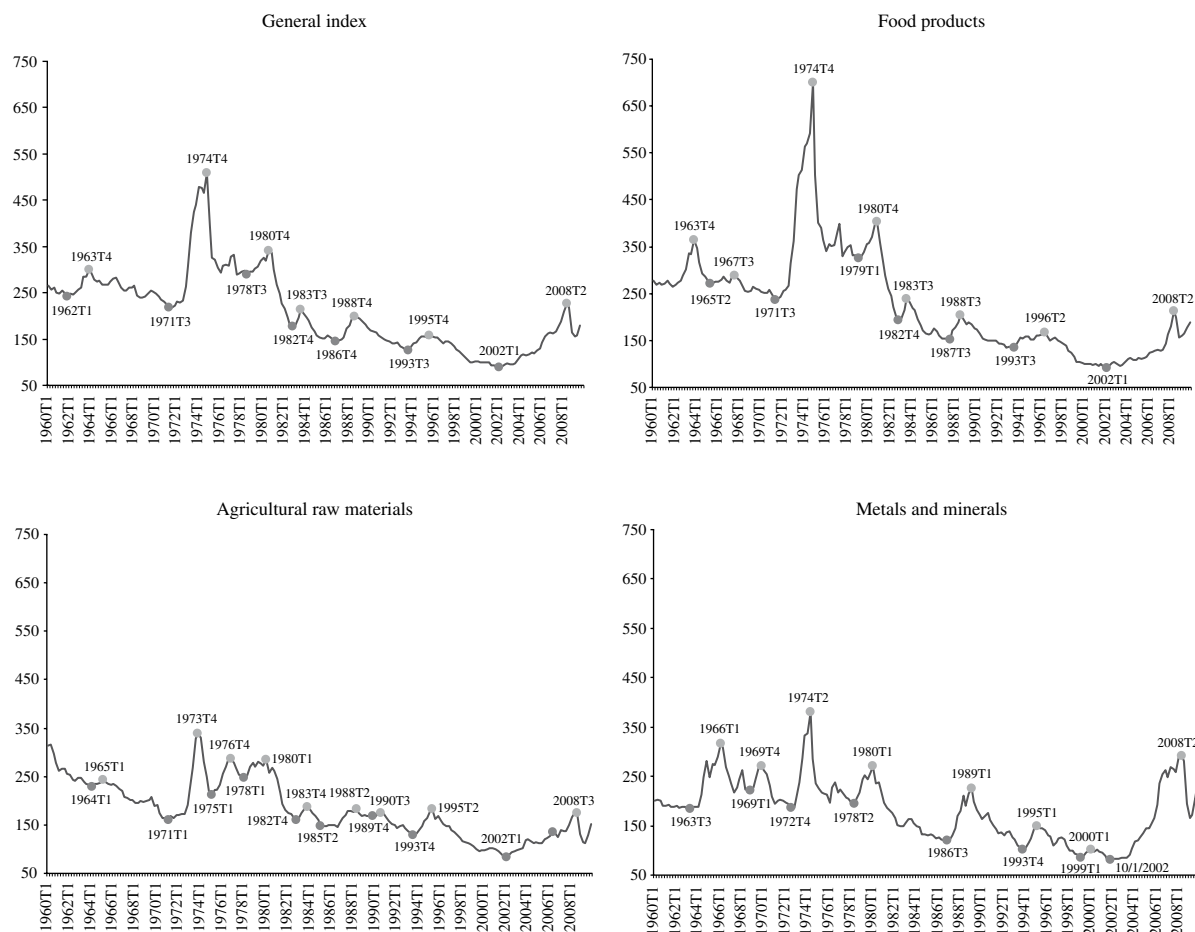 General index
750
650
550
450
350
250
150
50
1963T4
1962T1
1971T3
1974T4
1978T3
1980T4
1982T4
1983T3
1986T4
1988T4
1993T3
1995T4
2002T1
2008T2
1960T1
1962T1
1964T1
1966T1
1968T1
1970T1
1972T1
1974T1
1976T1
1978T1
1980T1
1982T1
1984T1
1986T1
1988T1
1990T1
1992T1
1994T1
1996T1
1998T1
2000T1
2002T1
2004T1
2006T1
2008T1
Food products
750
650
550
450
350
250
150
50
1963T4
1965T2
1967T3
1971T3
1974T4
1979T1
1980T4
1982T4
1983T3
1987T3
1988T3
1993T3
1996T2
2002T1
2008T2
1960T1
1962T1
1964T1
1966T1
1968T1
1970T1
1972T1
1974T1
1976T1
1978T1
1980T1
1982T1
1984T1
1986T1
1988T1
1990T1
1992T1
1994T1
1996T1
1998T1
2000T1
2002T1
2004T1
2006T1
2008T1
Agricultural raw materials
750
650
550
450
350
250
150
50
1964T1
1965T1
1971T1
1973T4
1975T1
1976T4
1978T1
1980T1
1982T4
1983T4
1985T2
1988T2
1989T4
1990T3
1993T4
1995T2
2002T1
2008T3
1960T1
1962T1
1964T1
1966T1
1968T1
1970T1
1972T1
1974T1
1976T1
1978T1
1980T1
1982T1
1984T1
1986T1
1988T1
1990T1
1992T1
1994T1
1996T1
1998T1
2000T1
2002T1
2004T1
2006T1
2008T1
Metals and minerals
750
650
550
450
350
250
150
50
1963T3
1966T1
1969T1
1969T4
1972T4
1974T2
1978T2
1980T1
1986T3
1989T1
1993T4
1995T1
1999T1
2000T1
10/1/2002
2008T2
1960T1
1962T1
1964T1
1966T1
1968T1
1970T1
1972T1
1974T1
1976T1
1978T1
1980T1
1982T1
1984T1
1986T1
1988T1
1990T1
1992T1
1994T1
1996T1
1998T1
2000T1
2002T1
2004T1
2006T1
2008T1